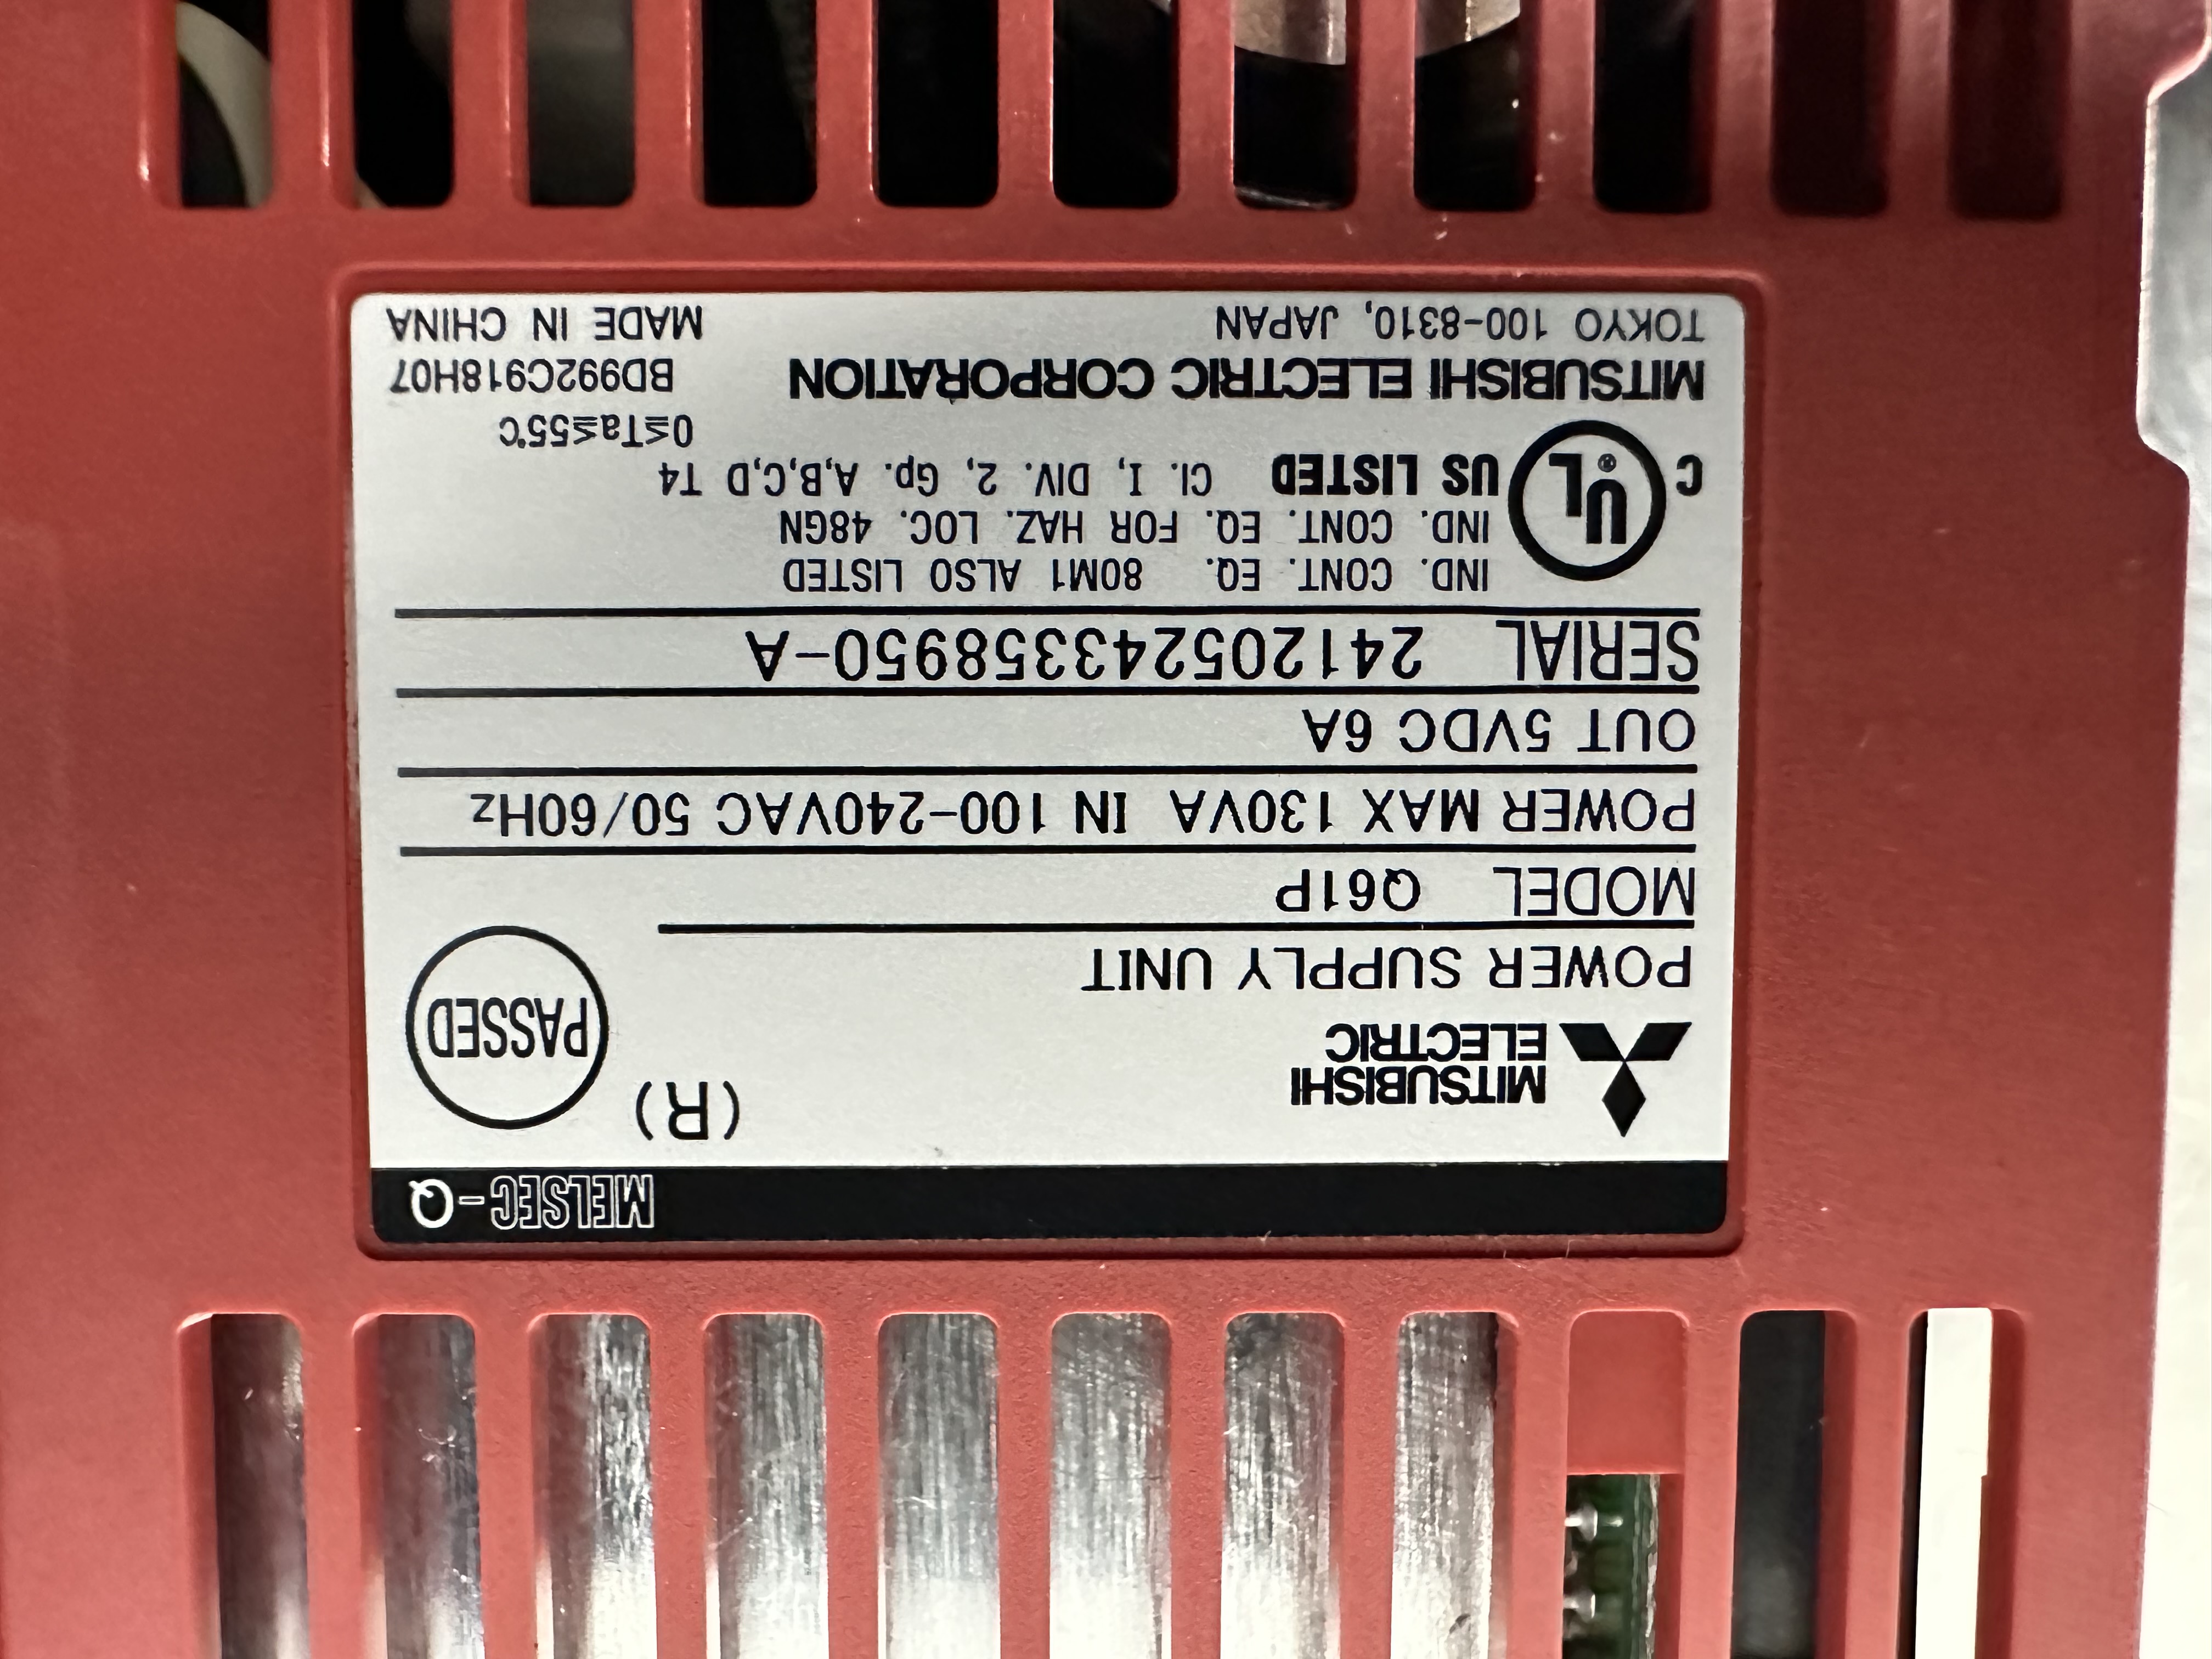 MELSEC-Q
MITSUBISHI
ELECTRIC
(R)
PASSED
POWER SUPPLY UNIT
MODEL Q61P
POWER MAX 130VA IN 100-240VAC 50/60Hz
OUT 5VDC 6A
SERIAL 241205243358950-A
IND. CONT. EQ. 80M1 ALSO LISTED
IND. CONT. EQ. FOR HAZ. LOC. 48GN
C UL ® US LISTED Cl. I, DIV. 2, Gp. A,B,C,D T4
0≦Ta≦55℃
MITSUBISHI ELECTRIC CORPORATION BD992C918H07
TOKYO 100-8310, JAPAN MADE IN CHINA